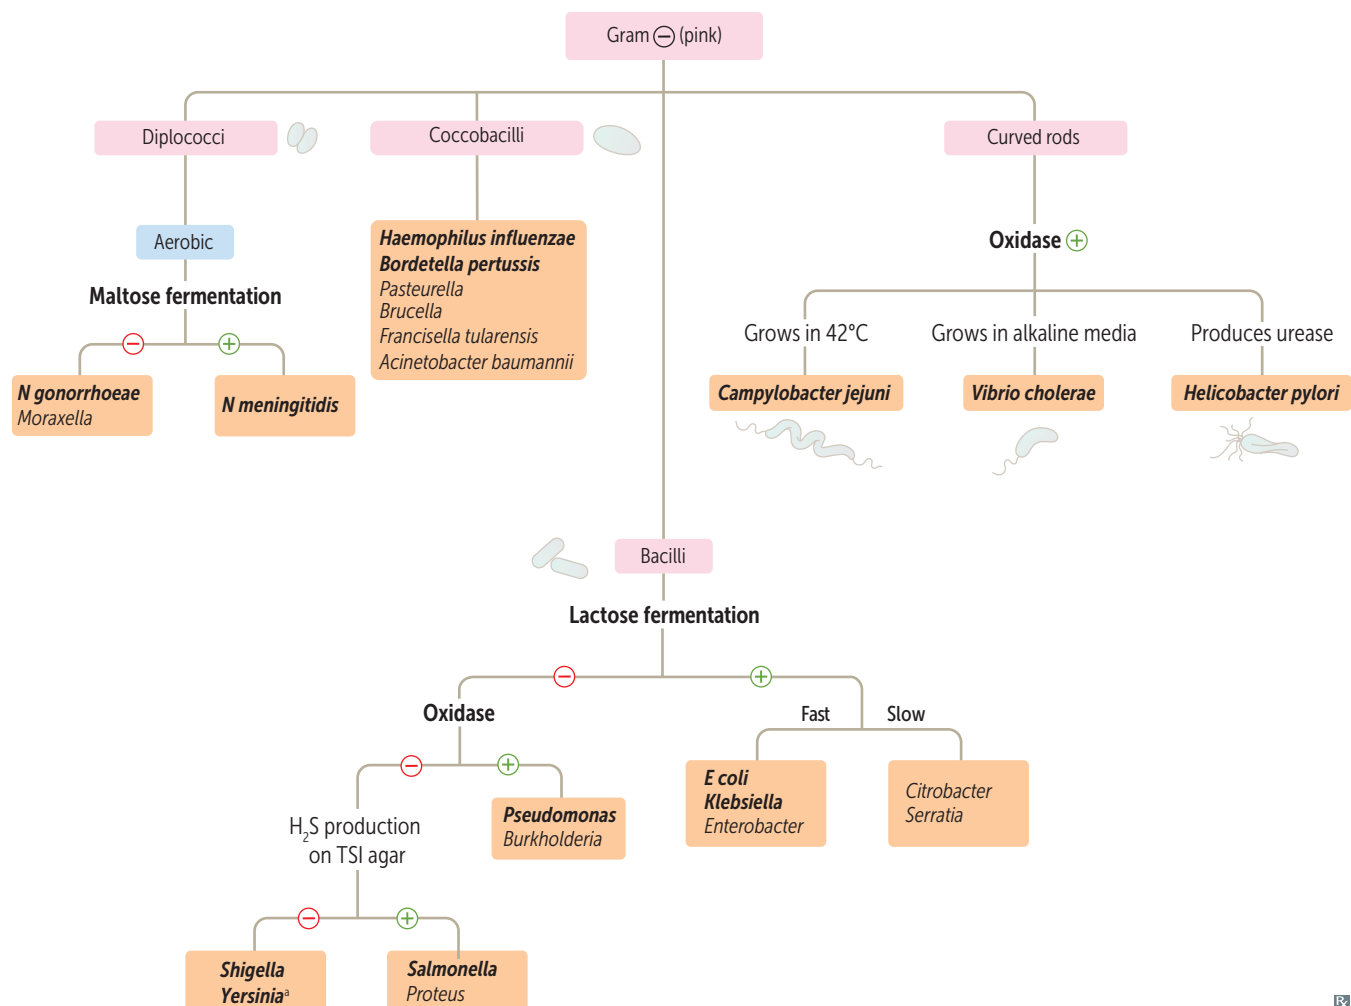 Gram ⊖ (pink)
Diplococci
Coccobacilli
Curved rods
Aerobic
Maltose fermentation
−
+
N gonorrhoeae
Moraxella
N meningitidis
Haemophilus influenzae
Bordetella pertussis
Pasteurella
Brucella
Francisella tularensis
Acinetobacter baumannii
Oxidase ⊕
Grows in 42°C
Grows in alkaline media
Produces urease
Campylobacter jejuni
Vibrio cholerae
Helicobacter pylori
Bacilli
Lactose fermentation
−
+
Oxidase
Fast
Slow
−
+
E coli
Klebsiella
Enterobacter
Citrobacter
Serratia
Pseudomonas
Burkholderia
H₂S production
on TSI agar
−
+
Shigella
Yersiniaᵃ
Salmonella
Proteus
℞